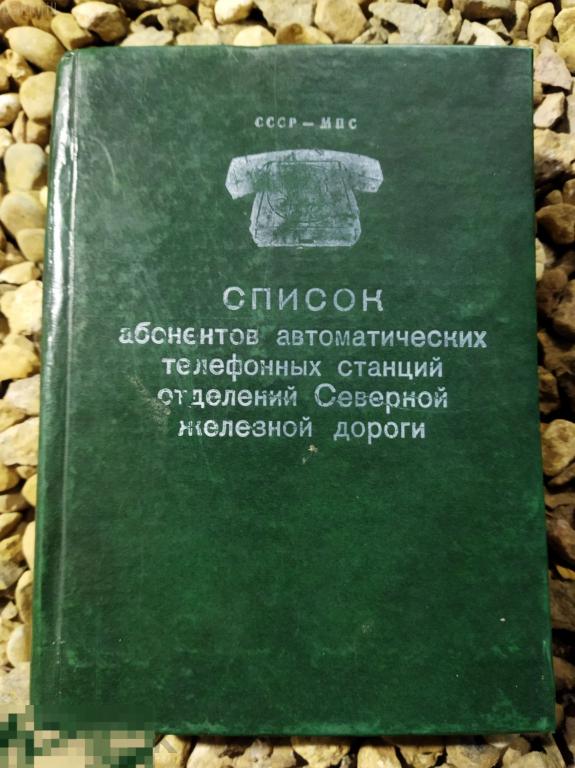 СССР — МПС
СПИСОК
абонентов автоматических
телефонных станций
отделений Северной
железной дороги